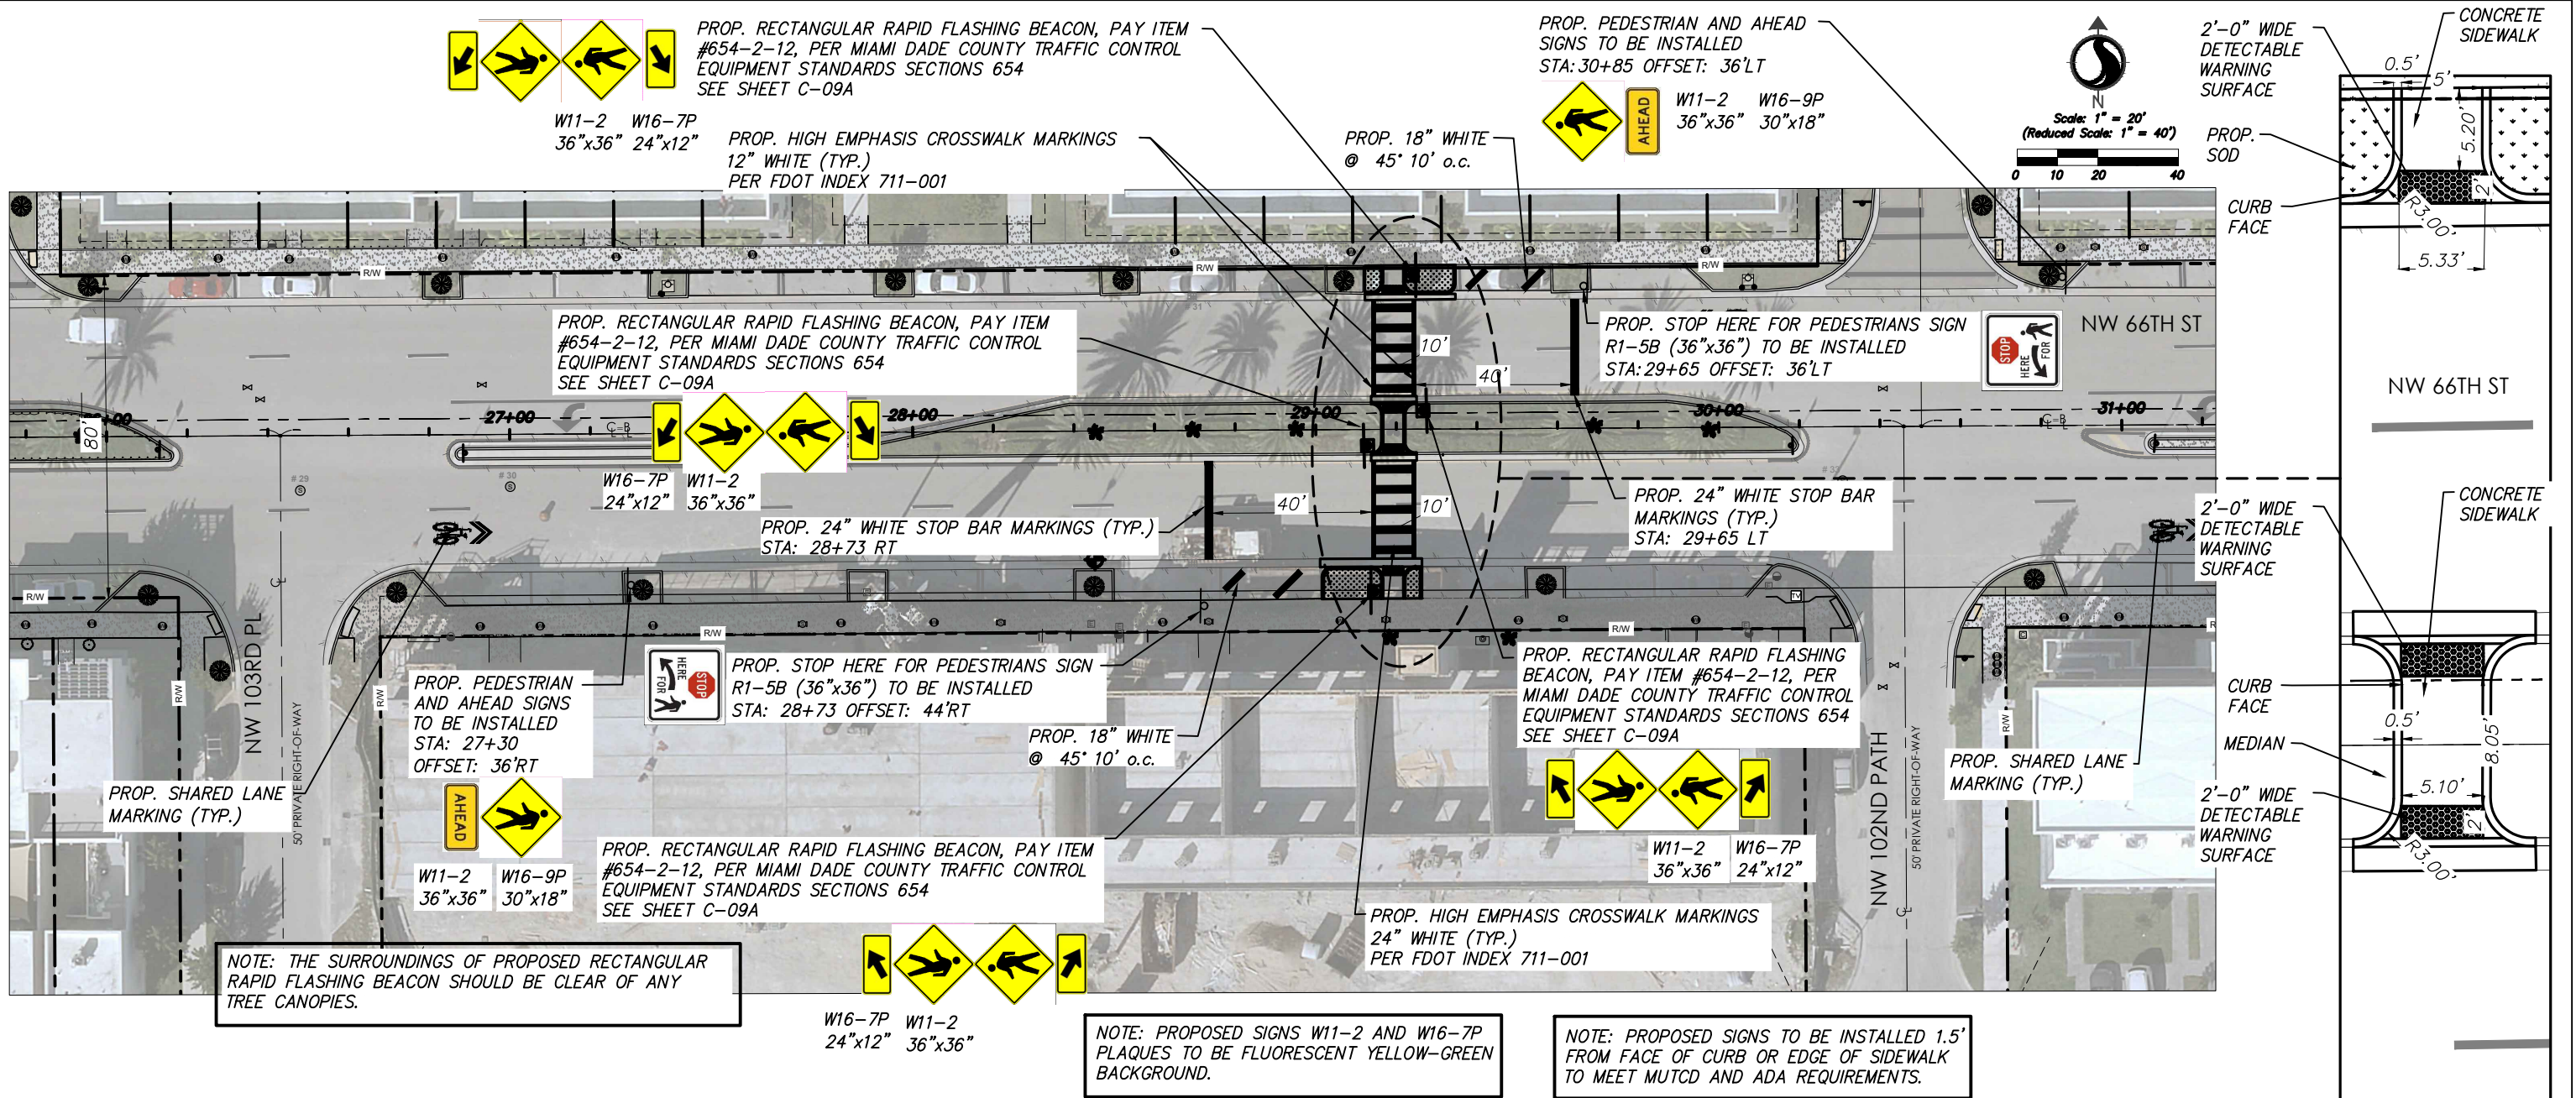 PROP. RECTANGULAR RAPID FLASHING BEACON, PAY ITEM
#654-2-12, PER MIAMI DADE COUNTY TRAFFIC CONTROL
EQUIPMENT STANDARDS SECTIONS 654
SEE SHEET C-09A
W11-2 W16-7P
36"x36" 24"x12"
PROP. HIGH EMPHASIS CROSSWALK MARKINGS
12" WHITE (TYP.)
PER FDOT INDEX 711-001
PROP. 18" WHITE
@ 45° 10' o.c.
PROP. PEDESTRIAN AND AHEAD
SIGNS TO BE INSTALLED
STA:30+85 OFFSET: 36'LT
AHEAD
W11-2 W16-9P
36"x36" 30"x18"
N
Scale: 1" = 20'
(Reduced Scale: 1" = 40')
0 10 20 40
2'-0" WIDE
DETECTABLE
WARNING
SURFACE
CONCRETE
SIDEWALK
0.5'
5'
5.20'
2'
PROP.
SOD
CURB
FACE
R3.00'
5.33'
R/W
R/W
R/W
# 31
PROP. RECTANGULAR RAPID FLASHING BEACON, PAY ITEM
#654-2-12, PER MIAMI DADE COUNTY TRAFFIC CONTROL
EQUIPMENT STANDARDS SECTIONS 654
SEE SHEET C-09A
10'
40'
PROP. STOP HERE FOR PEDESTRIANS SIGN
R1-5B (36"x36") TO BE INSTALLED
STA:29+65 OFFSET: 36'LT
STOP
HERE
FOR
NW 66TH ST
NW 66TH ST
80'
27+00
28+00
29+00
30+00
31+00
W16-7P W11-2
24"x12" 36"x36"
# 29
# 30
# 33
PROP. 24" WHITE STOP BAR MARKINGS (TYP.)
STA: 28+73 RT
40'
10'
PROP. 24" WHITE STOP BAR
MARKINGS (TYP.)
STA: 29+65 LT
2'-0" WIDE
DETECTABLE
WARNING
SURFACE
CONCRETE
SIDEWALK
CURB
FACE
0.5'
MEDIAN
8.05'
5.10'
2'
2'-0" WIDE
DETECTABLE
WARNING
SURFACE
R3.00'
R/W
R/W
R/W
R/W
R/W
R/W
TV
NW 103RD PL
50' PRIVATE RIGHT-OF-WAY
PROP. PEDESTRIAN
AND AHEAD SIGNS
TO BE INSTALLED
STA: 27+30
OFFSET: 36'RT
HERE
FOR
STOP
PROP. STOP HERE FOR PEDESTRIANS SIGN
R1-5B (36"x36") TO BE INSTALLED
STA: 28+73 OFFSET: 44'RT
PROP. 18" WHITE
@ 45° 10' o.c.
PROP. RECTANGULAR RAPID FLASHING
BEACON, PAY ITEM #654-2-12, PER
MIAMI DADE COUNTY TRAFFIC CONTROL
EQUIPMENT STANDARDS SECTIONS 654
SEE SHEET C-09A
W11-2 W16-7P
36"x36" 24"x12"
NW 102ND PATH
50' PRIVATE RIGHT-OF-WAY
PROP. SHARED LANE
MARKING (TYP.)
PROP. SHARED LANE
MARKING (TYP.)
AHEAD
W11-2 W16-9P
36"x36" 30"x18"
PROP. RECTANGULAR RAPID FLASHING BEACON, PAY ITEM
#654-2-12, PER MIAMI DADE COUNTY TRAFFIC CONTROL
EQUIPMENT STANDARDS SECTIONS 654
SEE SHEET C-09A
W16-7P W11-2
24"x12" 36"x36"
PROP. HIGH EMPHASIS CROSSWALK MARKINGS
24" WHITE (TYP.)
PER FDOT INDEX 711-001
NOTE: THE SURROUNDINGS OF PROPOSED RECTANGULAR
RAPID FLASHING BEACON SHOULD BE CLEAR OF ANY
TREE CANOPIES.
NOTE: PROPOSED SIGNS W11-2 AND W16-7P
PLAQUES TO BE FLUORESCENT YELLOW-GREEN
BACKGROUND.
NOTE: PROPOSED SIGNS TO BE INSTALLED 1.5'
FROM FACE OF CURB OR EDGE OF SIDEWALK
TO MEET MUTCD AND ADA REQUIREMENTS.